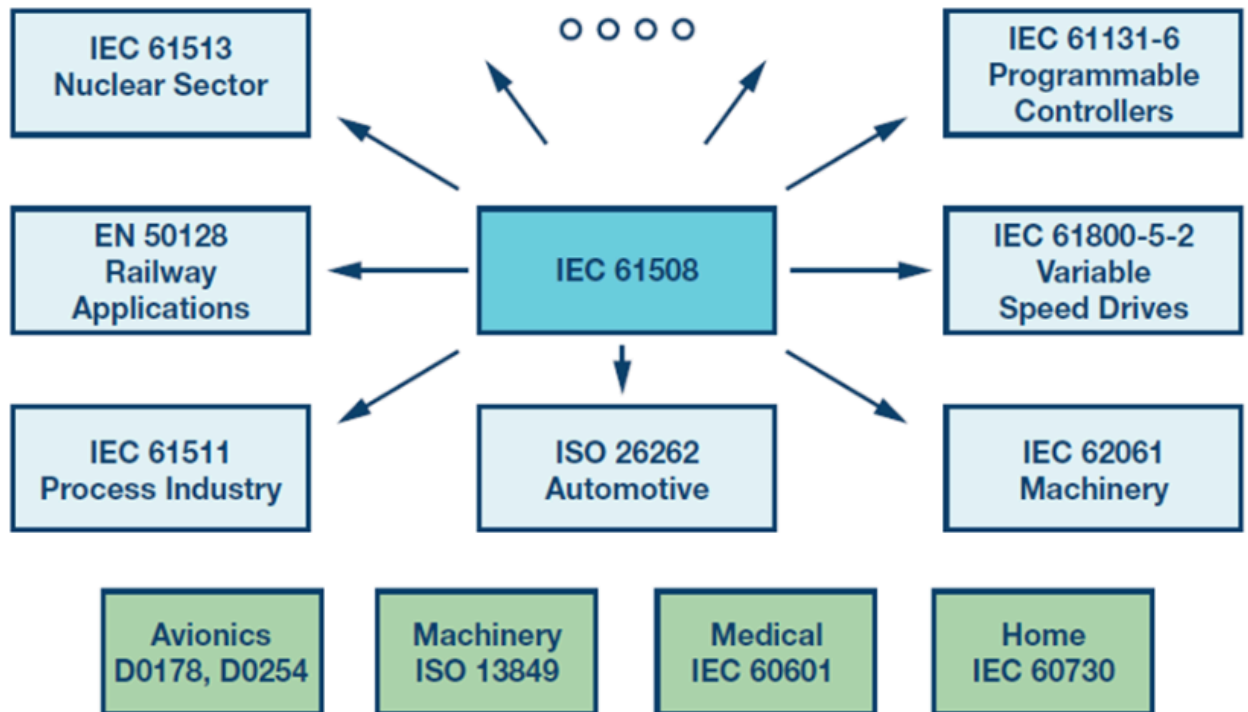 IEC 61513
Nuclear Sector
IEC 61131-6
Programmable
Controllers
EN 50128
Railway
Applications
IEC 61508
IEC 61800-5-2
Variable
Speed Drives
IEC 61511
Process Industry
ISO 26262
Automotive
IEC 62061
Machinery
Avionics
D0178, D0254
Machinery
ISO 13849
Medical
IEC 60601
Home
IEC 60730